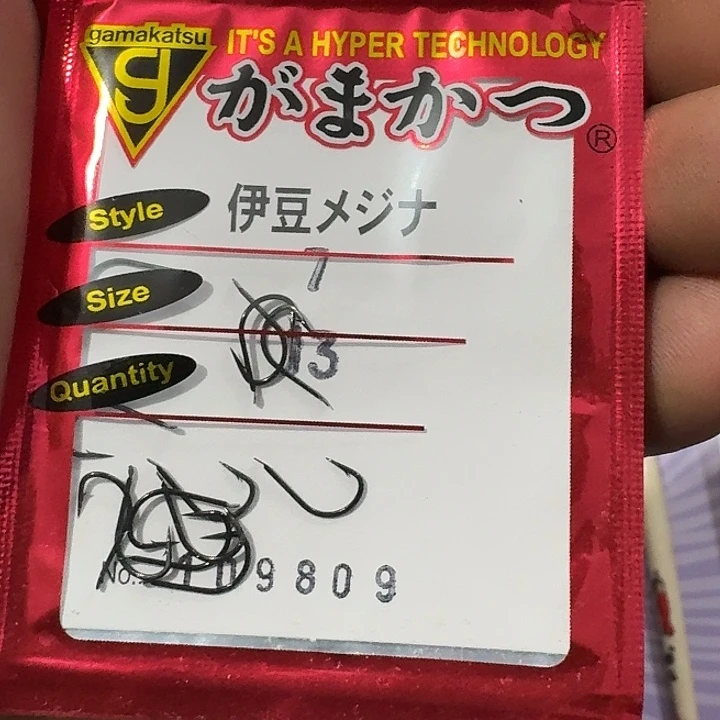 gamakatsu
g
IT'S A HYPER TECHNOLOGY
がまかつ®
Style 伊豆メジナ
Size 7
Quantity 13
No. 9809